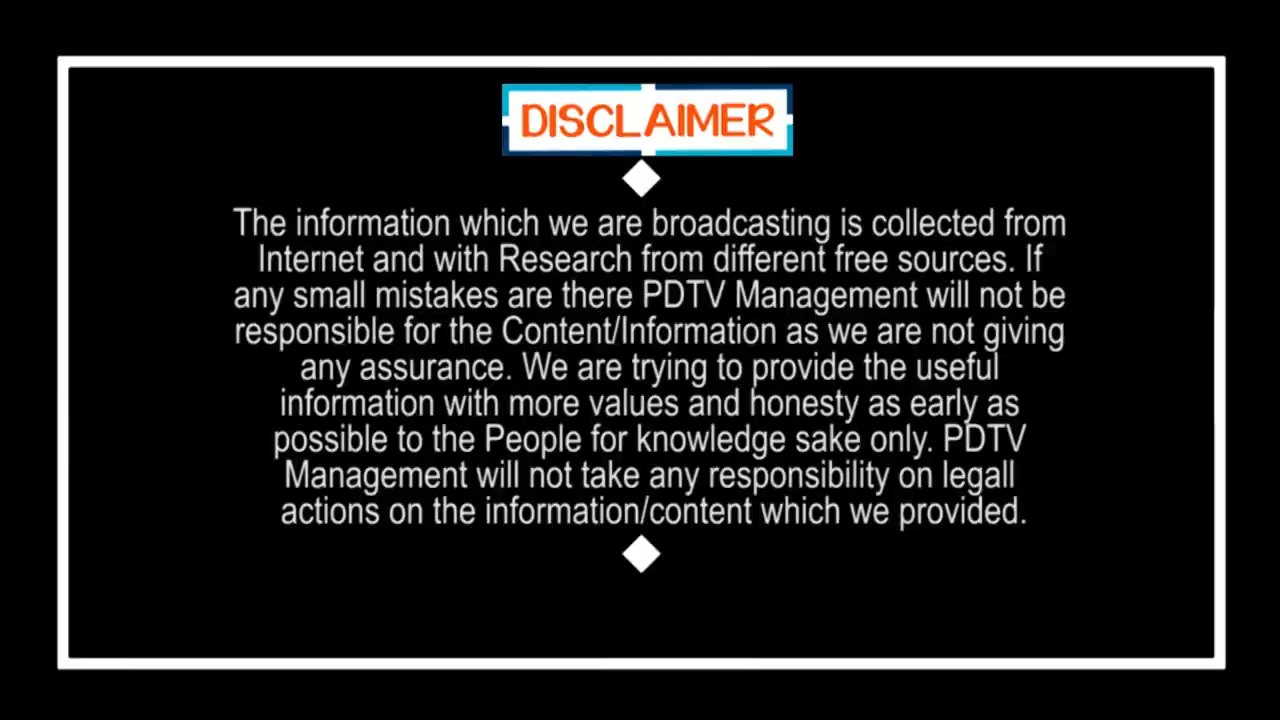 DISCLAIMER
The information which we are broadcasting is collected from
Internet and with Research from different free sources. If
any small mistakes are there PDTV Management will not be
responsible for the Content/Information as we are not giving
any assurance. We are trying to provide the useful
information with more values and honesty as early as
possible to the People for knowledge sake only. PDTV
Management will not take any responsibility on legall
actions on the information/content which we provided.